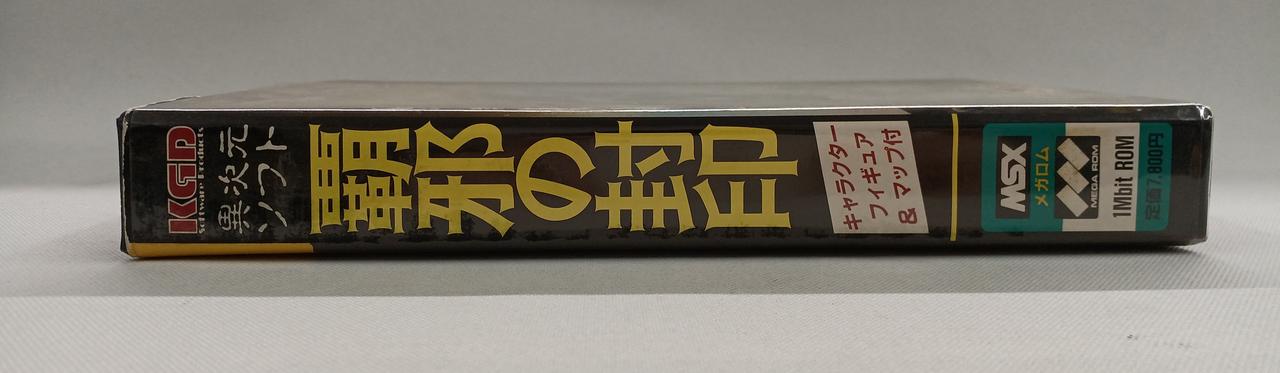 KGD
Software Products
異次元
ソフト
覇邪の封印
キャラクター
フィギュア
& マップ付
MSX
メガロム
MEGA ROM
1Mbit ROM
定価7,800円